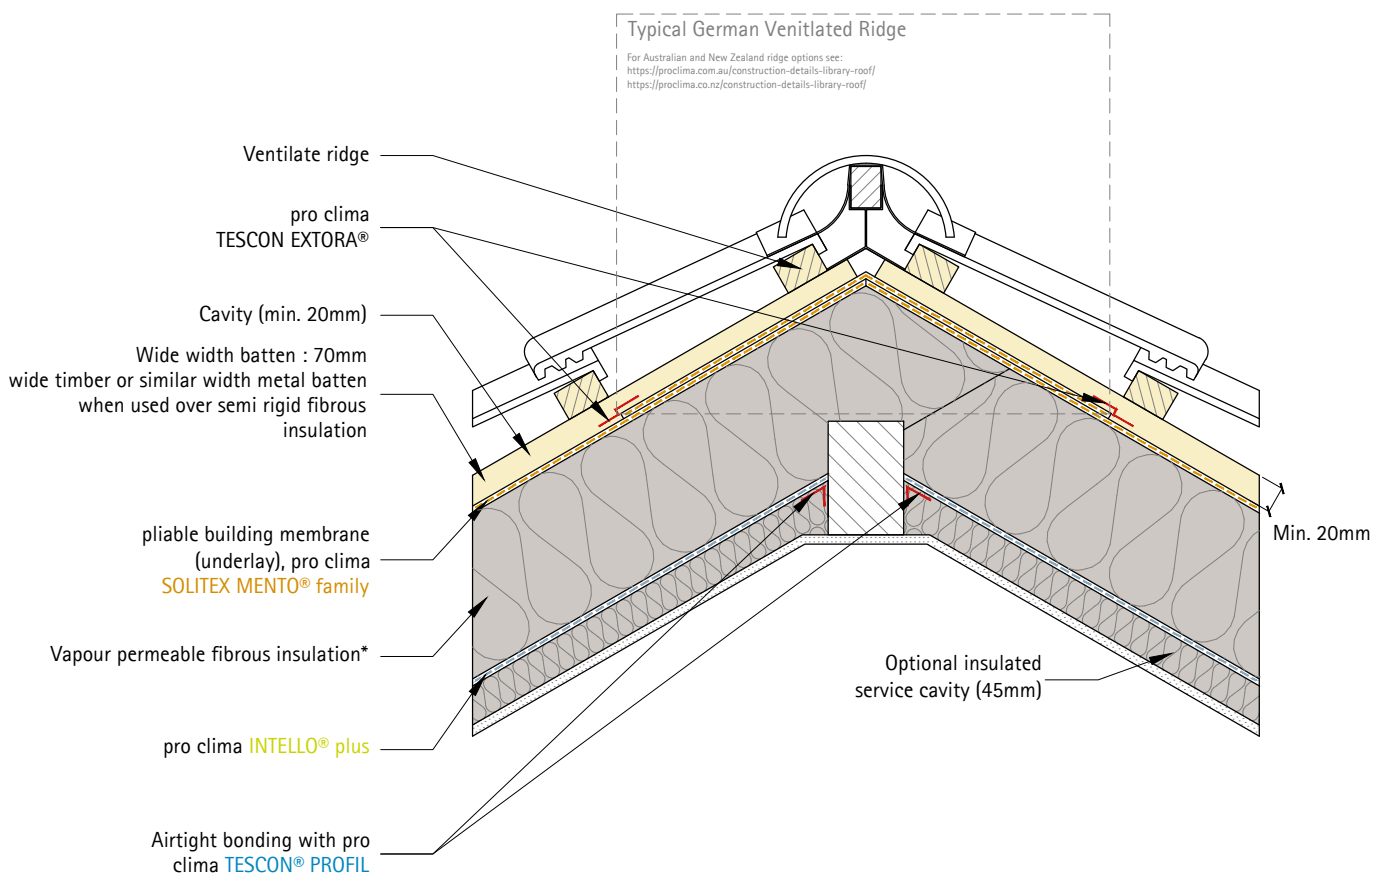 Typical German Venitlated Ridge
For Australian and New Zealand ridge options see:
https://proclima.com.au/construction-details-library-roof/
https://proclima.co.nz/construction-details-library-roof/
Ventilate ridge
pro clima
TESCON EXTORA®
Cavity (min. 20mm)
Wide width batten : 70mm
wide timber or similar width metal batten
when used over semi rigid fibrous
insulation
pliable building membrane
(underlay), pro clima
SOLITEX MENTO® family
Min. 20mm
Vapour permeable fibrous insulation*
Optional insulated
service cavity (45mm)
pro clima INTELLO® plus
Airtight bonding with pro
clima TESCON® PROFIL